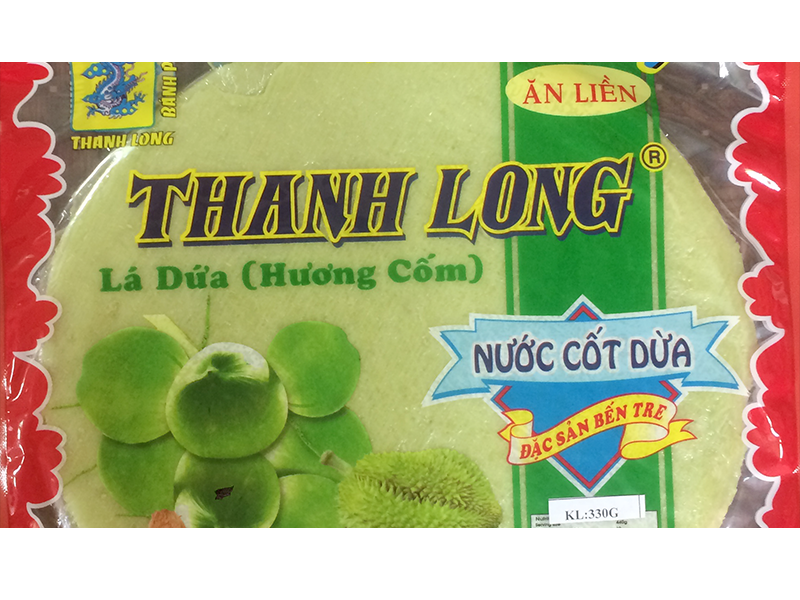 THANH LONG
BÁNH P
ĂN LIỀN
THANH LONG ®
Lá Dứa (Hương Cốm)
NƯỚC CỐT DỪA
ĐẶC SẢN BẾN TRE
KL:330G